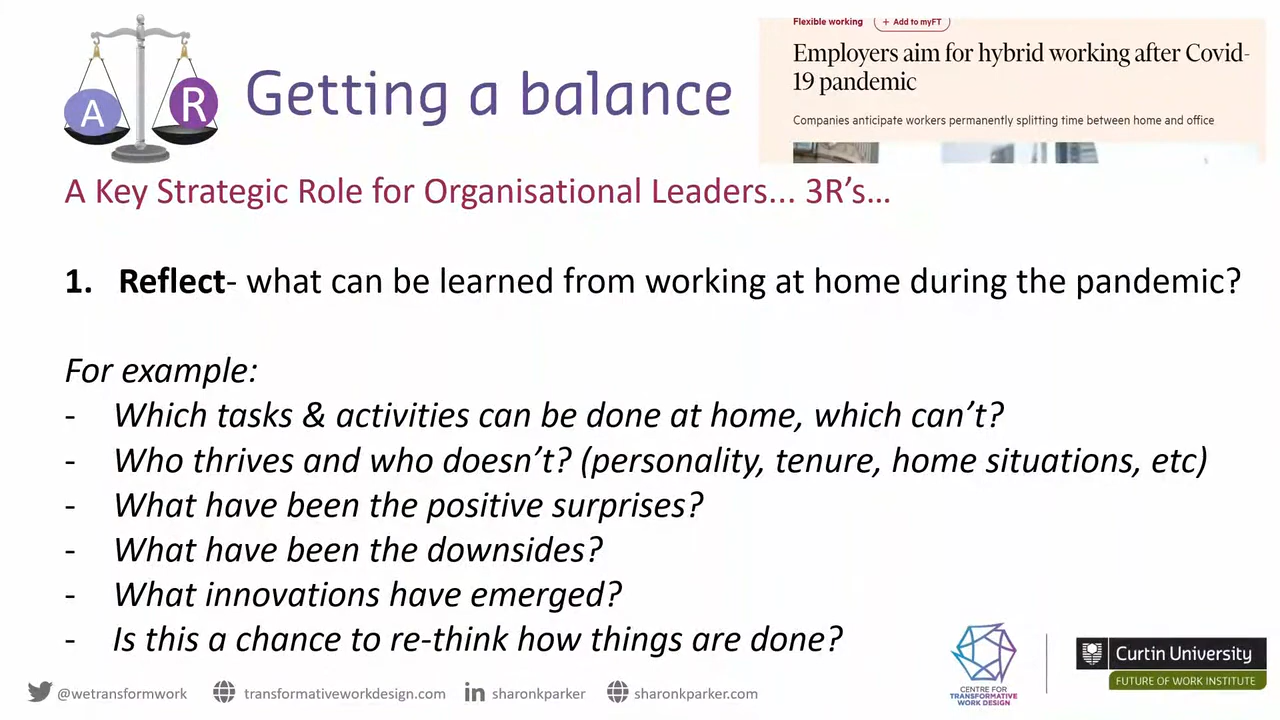 A R
Getting a balance
Flexible working + Add to myFT
Employers aim for hybrid working after Covid-
19 pandemic
Companies anticipate workers permanently splitting time between home and office
A Key Strategic Role for Organisational Leaders... 3R’s...
1. Reflect- what can be learned from working at home during the pandemic?
For example:
- Which tasks & activities can be done at home, which can’t?
- Who thrives and who doesn’t? (personality, tenure, home situations, etc)
- What have been the positive surprises?
- What have been the downsides?
- What innovations have emerged?
- Is this a chance to re-think how things are done?
@wetransformwork transformativeworkdesign.com in sharonkparker sharonkparker.com
CENTRE FOR
TRANSFORMATIVE
WORK DESIGN
Curtin University
FUTURE OF WORK INSTITUTE